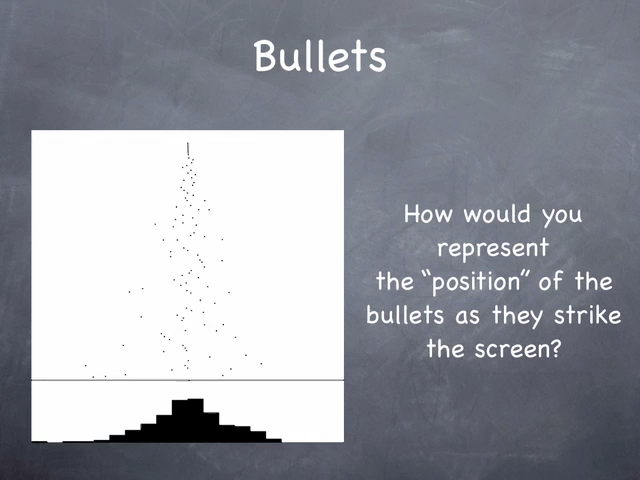 Bullets
How would you
represent
the “position” of the
bullets as they strike
the screen?